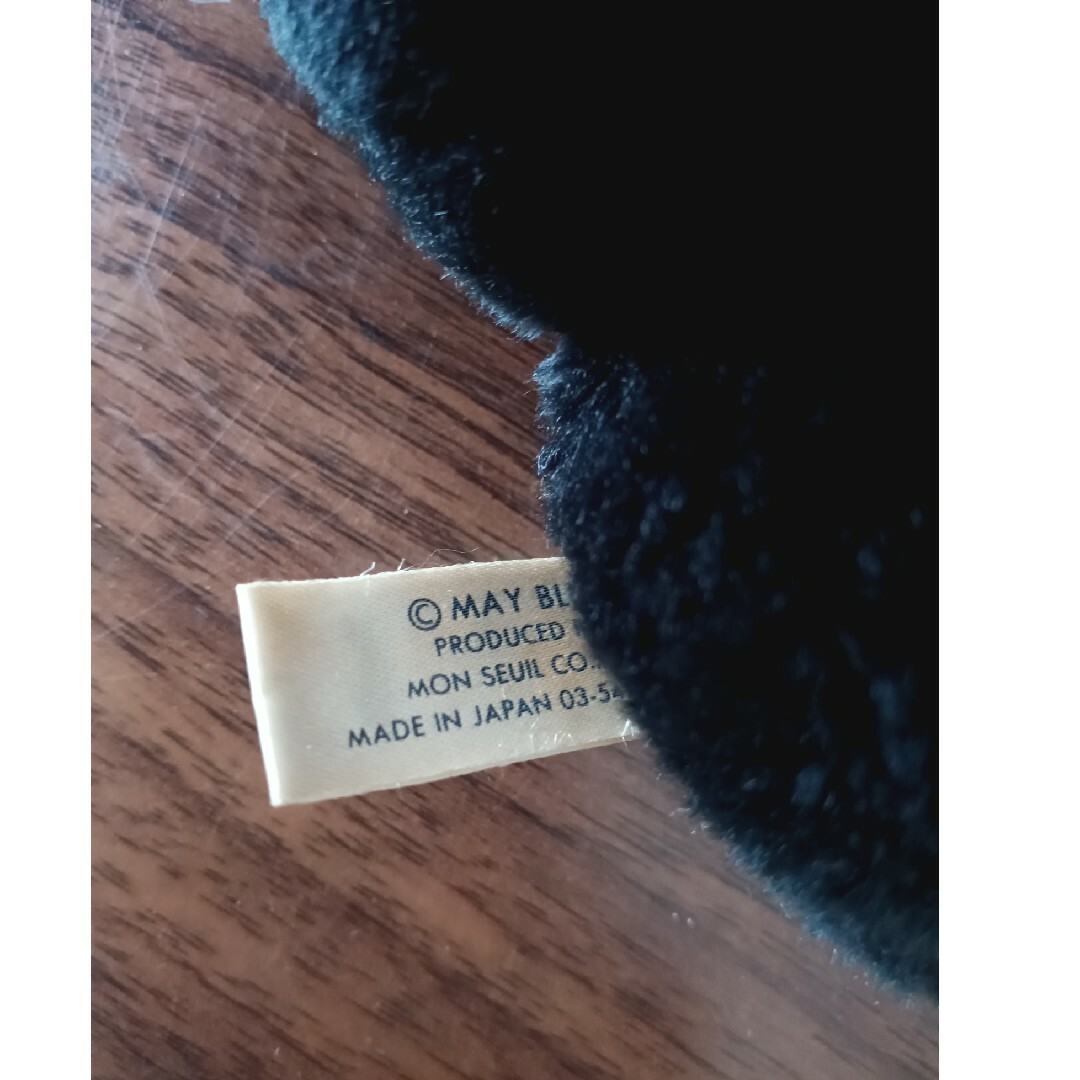 © MAY BL
PRODUCED
MON SEUIL CO.
MADE IN JAPAN 03-5